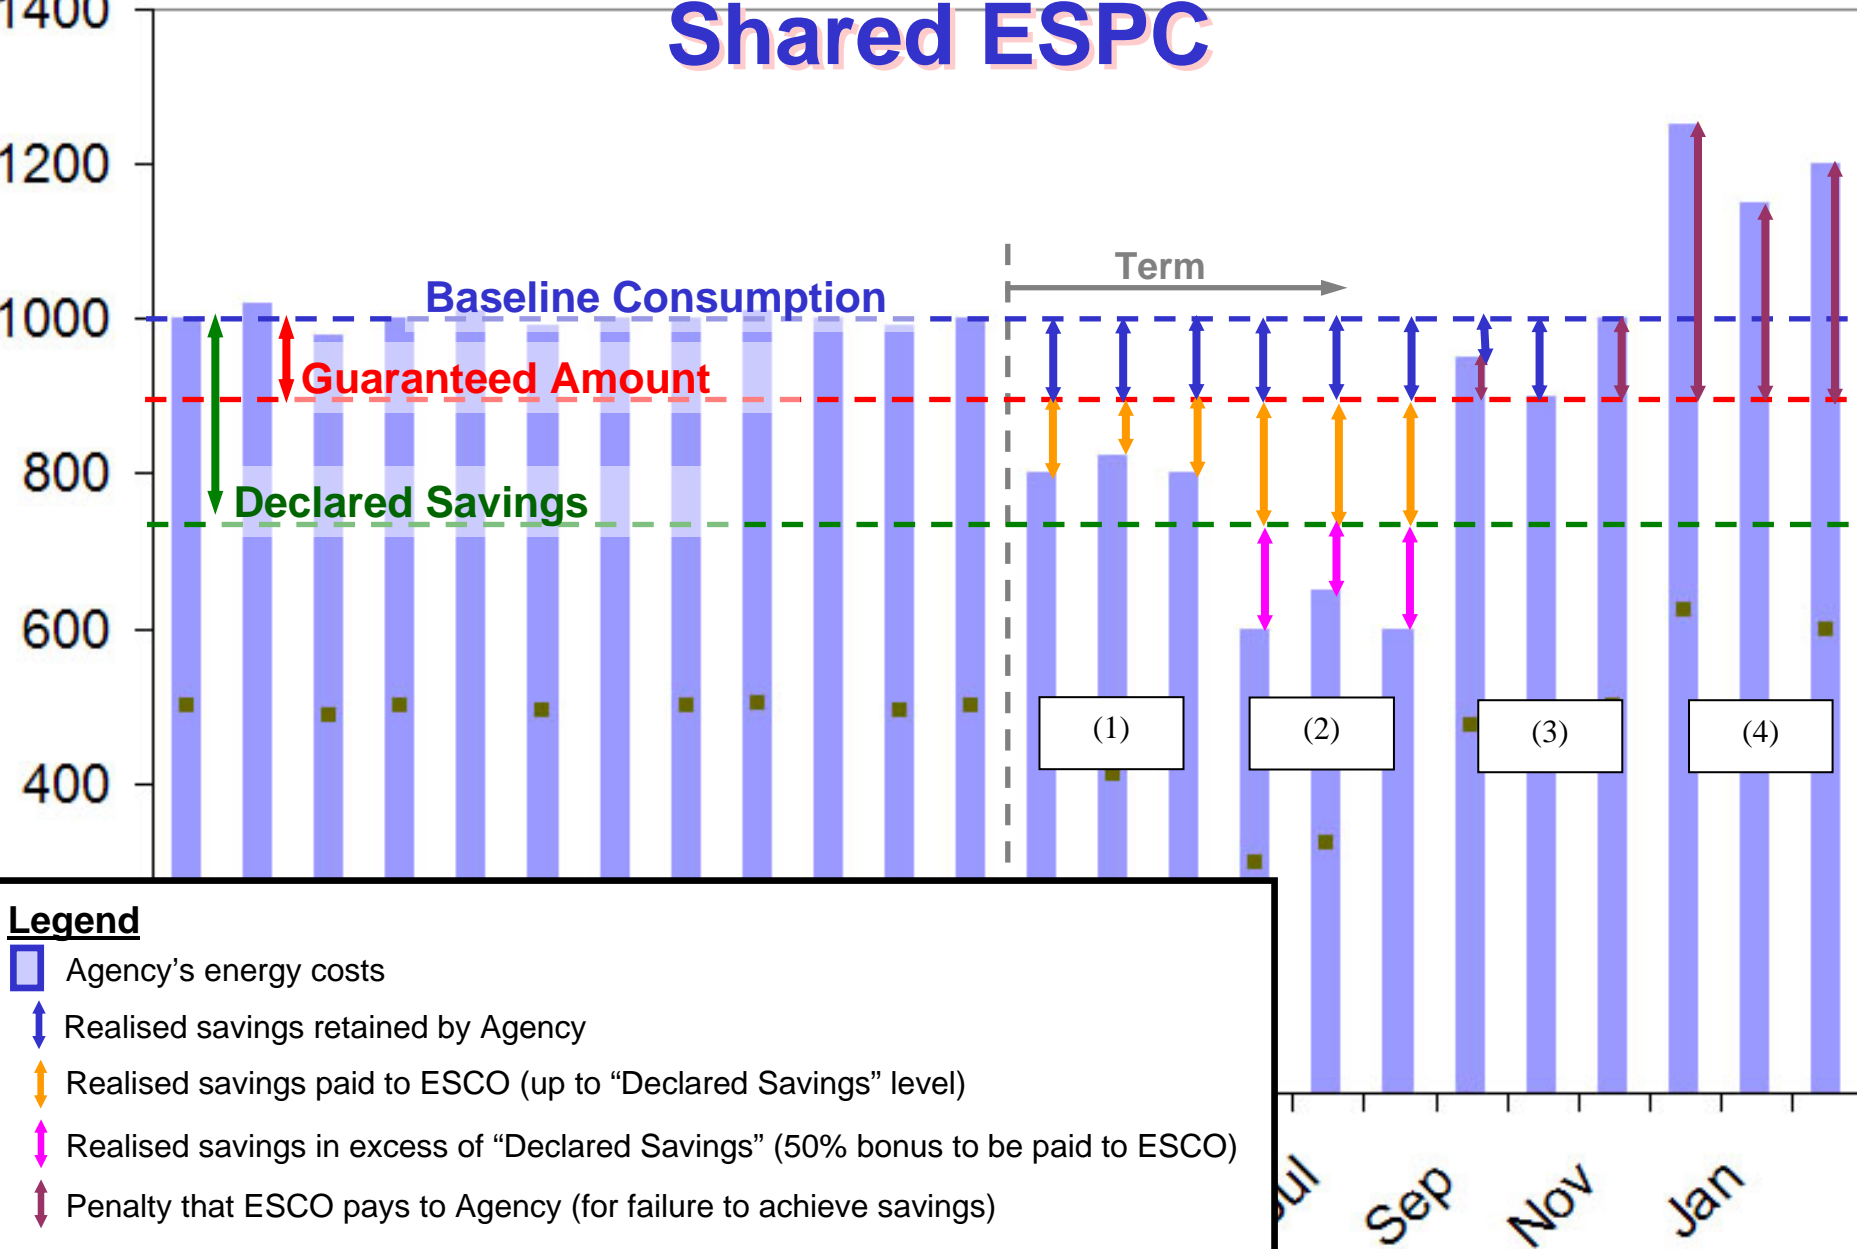 Shared ESPC
1400
1200
1000
800
600
400
Term
Baseline Consumption
Guaranteed Amount
Declared Savings
(1)
(2)
(3)
(4)
Legend
Agency’s energy costs
Realised savings retained by Agency
Realised savings paid to ESCO (up to “Declared Savings” level)
Realised savings in excess of “Declared Savings” (50% bonus to be paid to ESCO)
Penalty that ESCO pays to Agency (for failure to achieve savings)
Jul
Sep
Nov
Jan